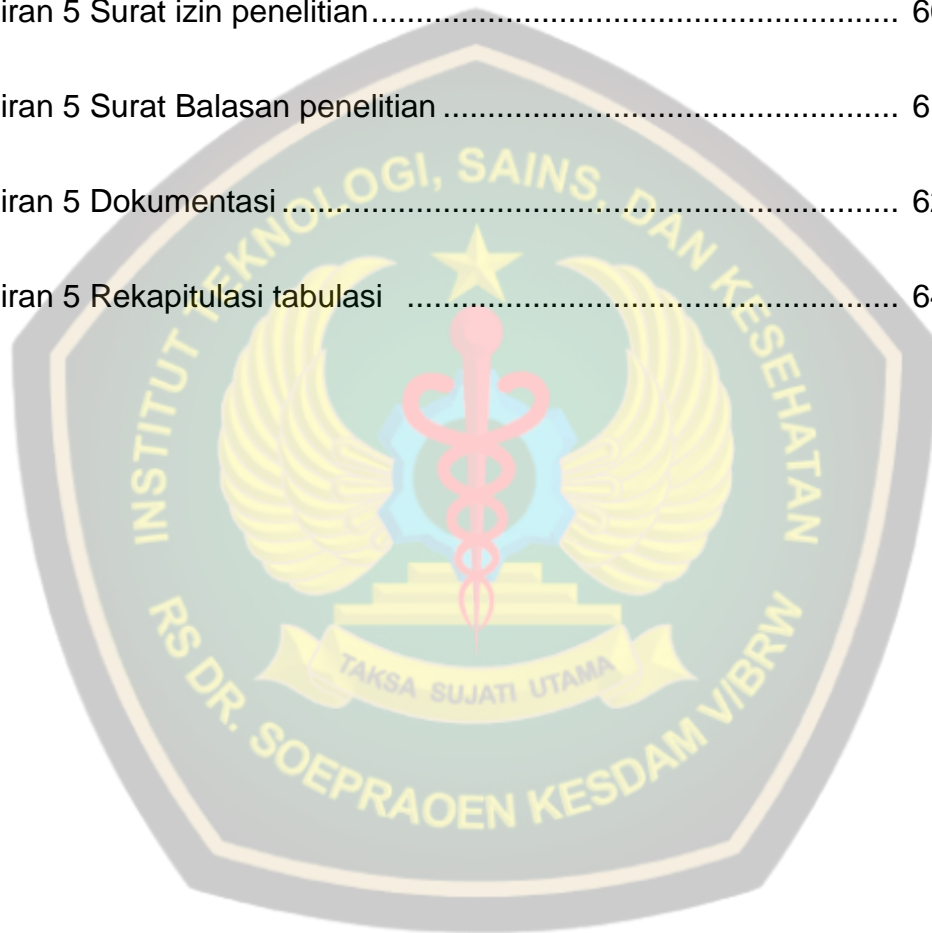 iran 5 Surat izin penelitian............................................................ 6
iran 5 Surat Balasan penelitian .................................................... 6
iran 5 Dokumentasi...................................................................... 6
iran 5 Rekapitulasi tabulasi ........................................................ 64
INSTITUT TEKNOLOGI, SAINS, DAN KESEHATAN
TAKSA SUJATI UTAMA
RS DR. SOEPRAOEN KESDAM V/BRW